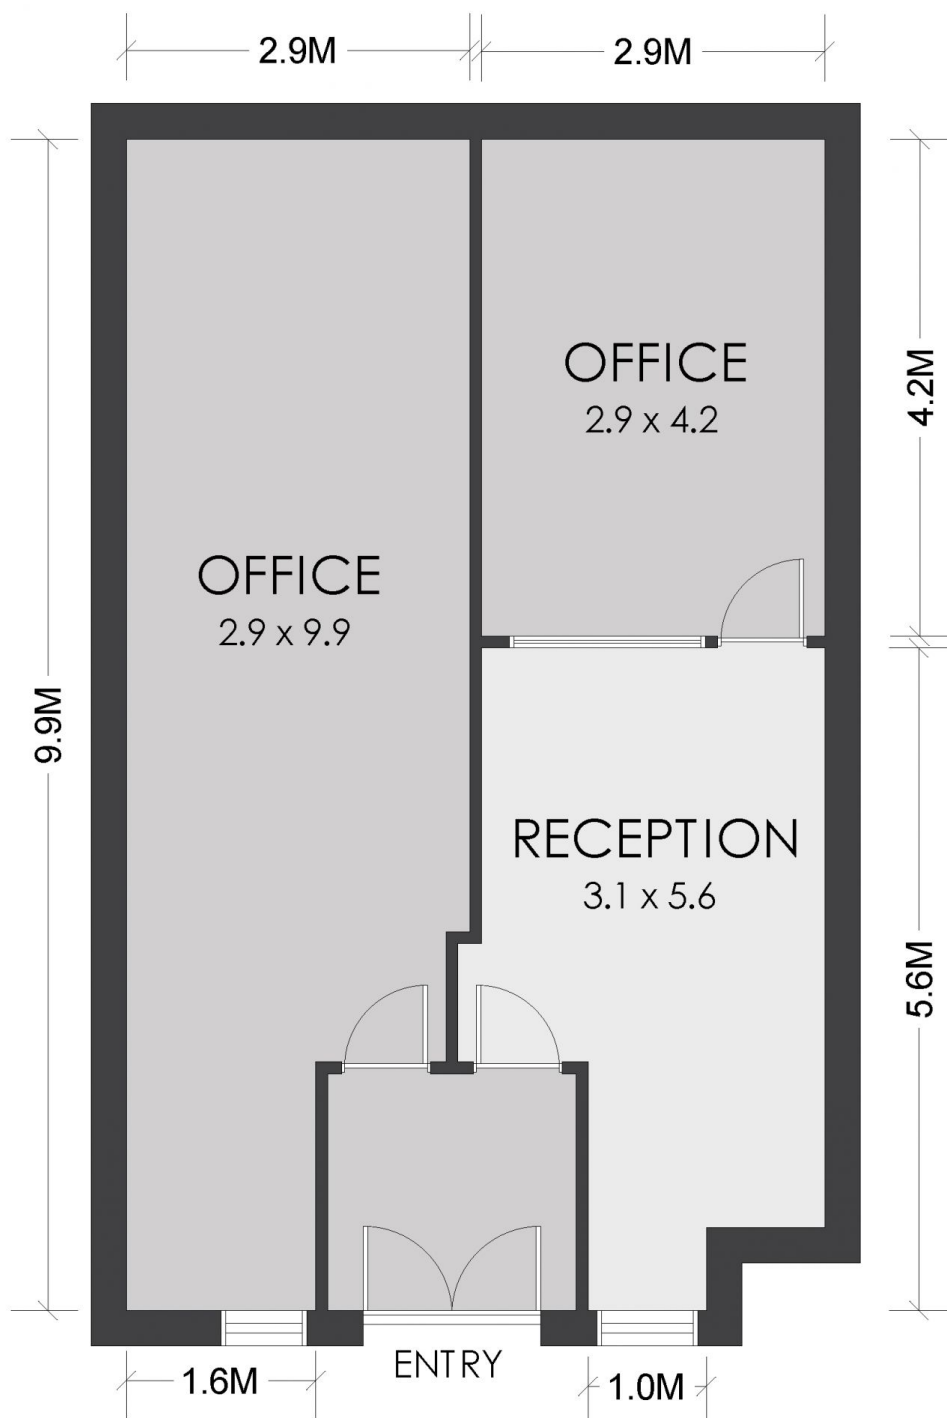 2.9M
2.9M
OFFICE
2.9 x 4.2
4.2M
OFFICE
2.9 x 9.9
9.9M
RECEPTION
3.1 x 5.6
5.6M
ENTRY
1.6M
1.0M